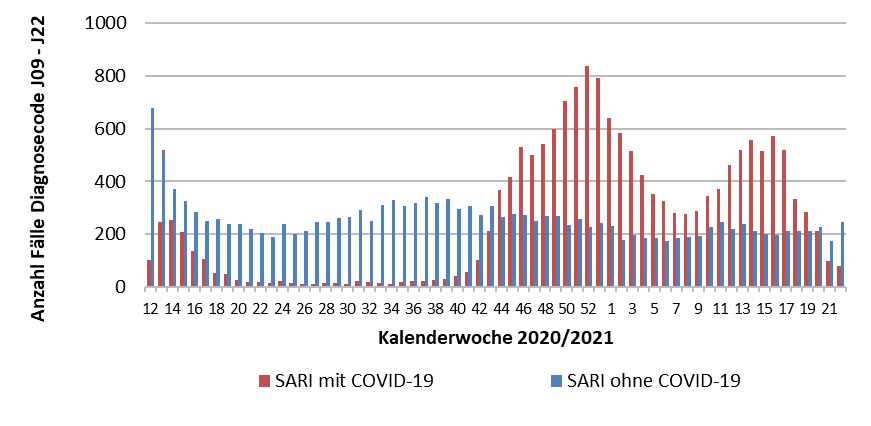 Anzahl Fälle Diagnosecode J09 - J22
1000
800
600
400
200
0
12 14 16 18 20 22 24 26 28 30 32 34 36 38 40 42 44 46 48 50 52 1 3 5 7 9 11 13 15 17 19 21
Kalenderwoche 2020/2021
SARI mit COVID-19 SARI ohne COVID-19